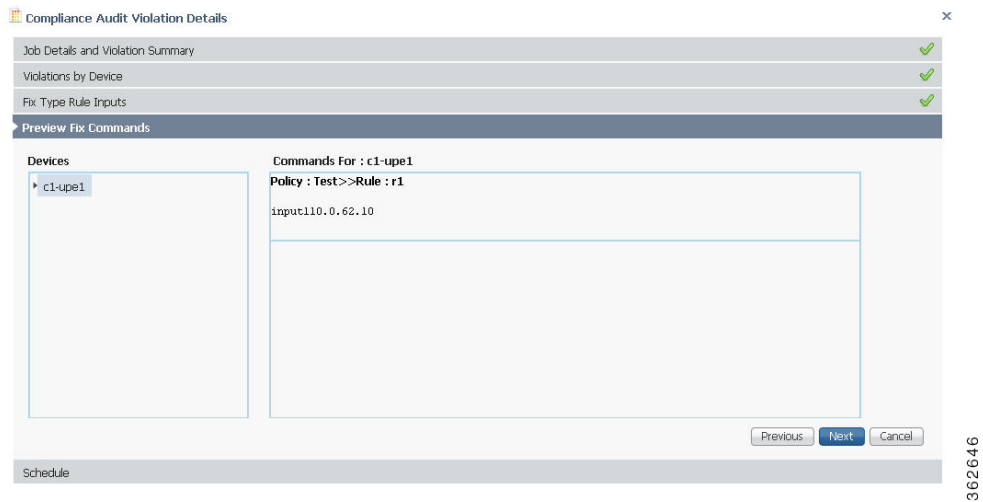 Compliance Audit Violation Details
Job Details and Violation Summary
Violations by Device
Fix Type Rule Inputs
Preview Fix Commands
Devices
Commands For : c1-upe1
c1-upe1
Policy : Test>>Rule : r1
input110.0.62.10
Previous
Next
Cancel
Schedule
362646